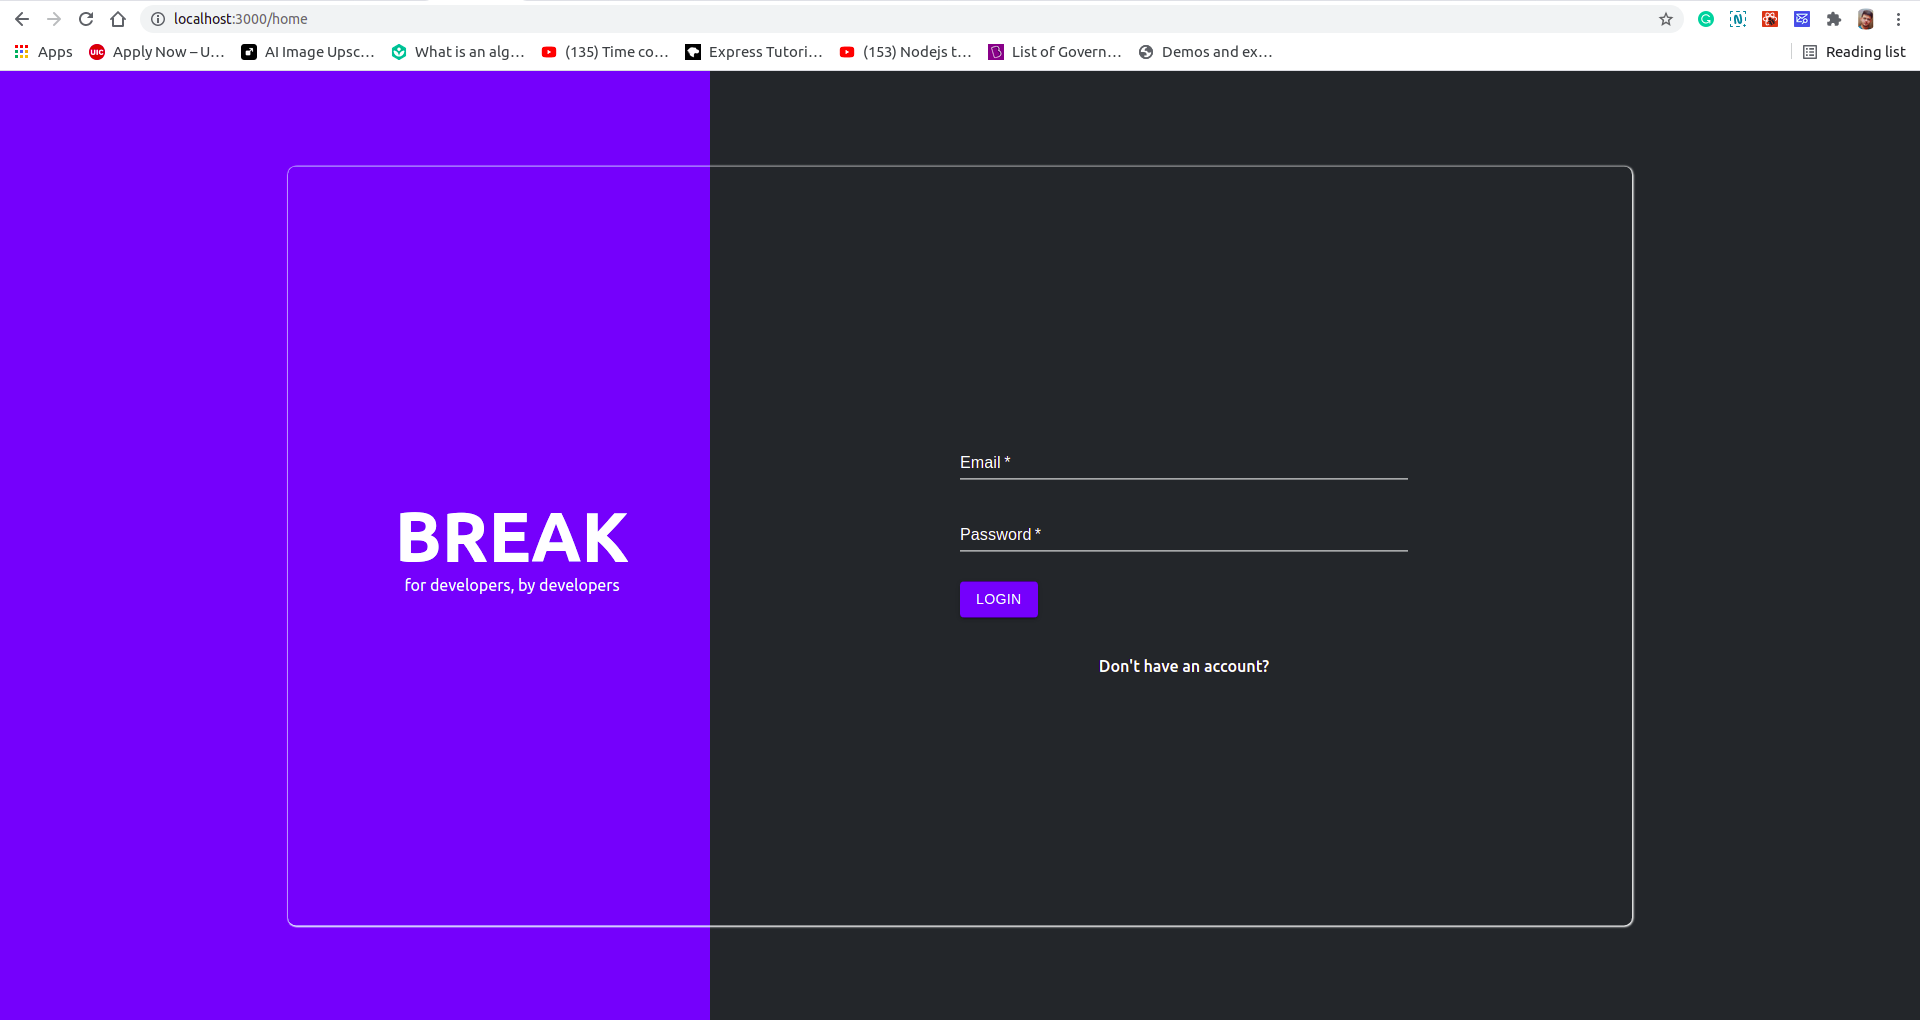 localhost:3000/home
Apps
UIC Apply Now – U...
AI Image Upsc...
What is an alg...
(135) Time co...
Express Tutori...
(153) Nodejs t...
List of Govern...
Demos and ex...
Reading list
Email *
Password *
BREAK
for developers, by developers
LOGIN
Don't have an account?